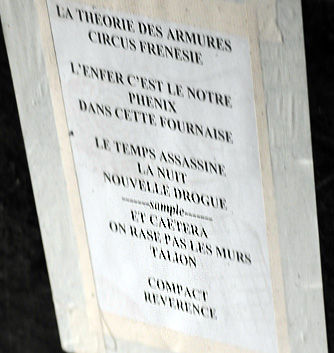 LA THEORIE DES ARMURES
CIRCUS FRENESIE
L'ENFER C'EST LE NOTRE
PHENIX
DANS CETTE FOURNAISE
LE TEMPS ASSASSINE
LA NUIT
NOUVELLE DROGUE
-------sample-------
ET CAETERA
ON RASE PAS LES MURS
TALION
COMPACT
REVERENCE